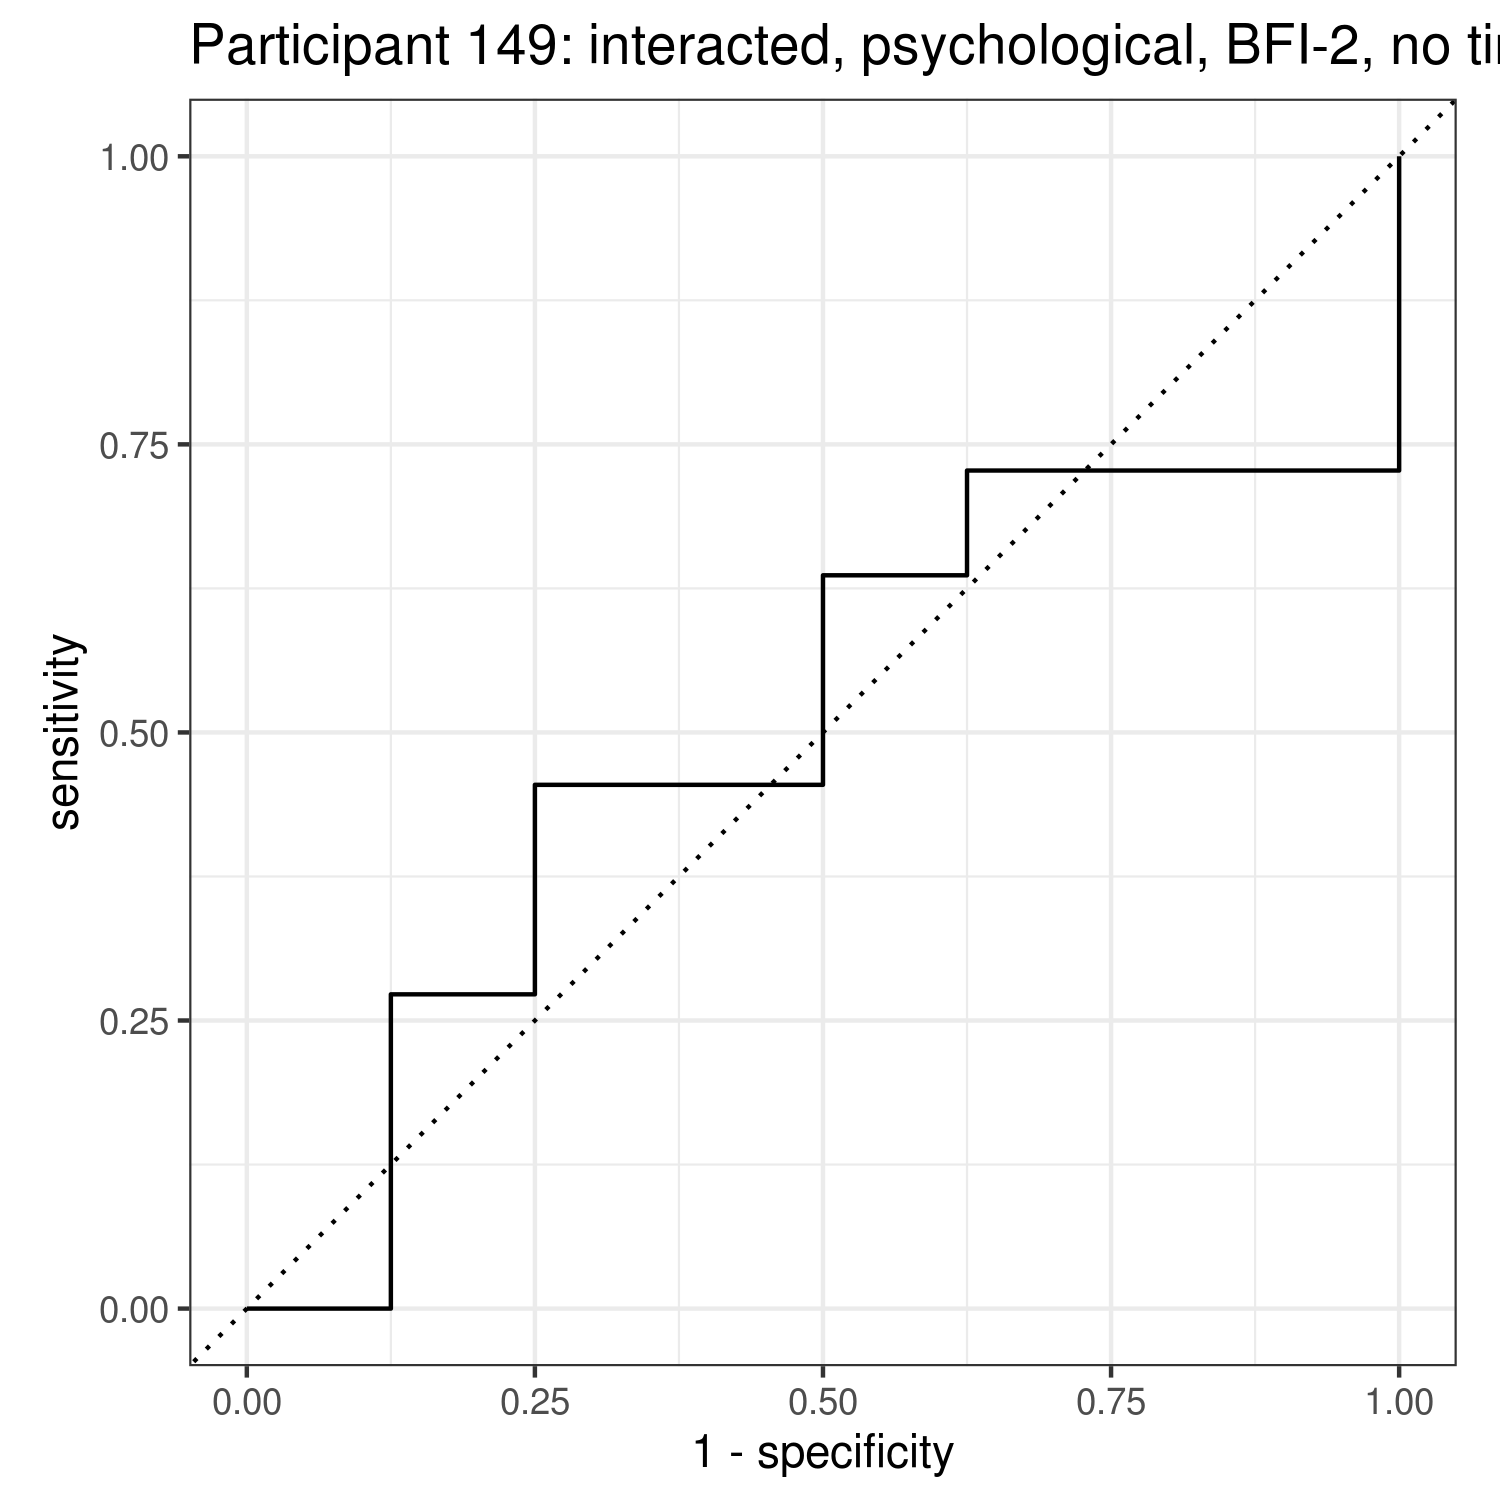 Participant 149: interacted, psychological, BFI-2, no
1.00
0.75
0.50
0.25
0.00
sensitivity
0.00 0.25 0.50 0.75 1.00
1 - specificity